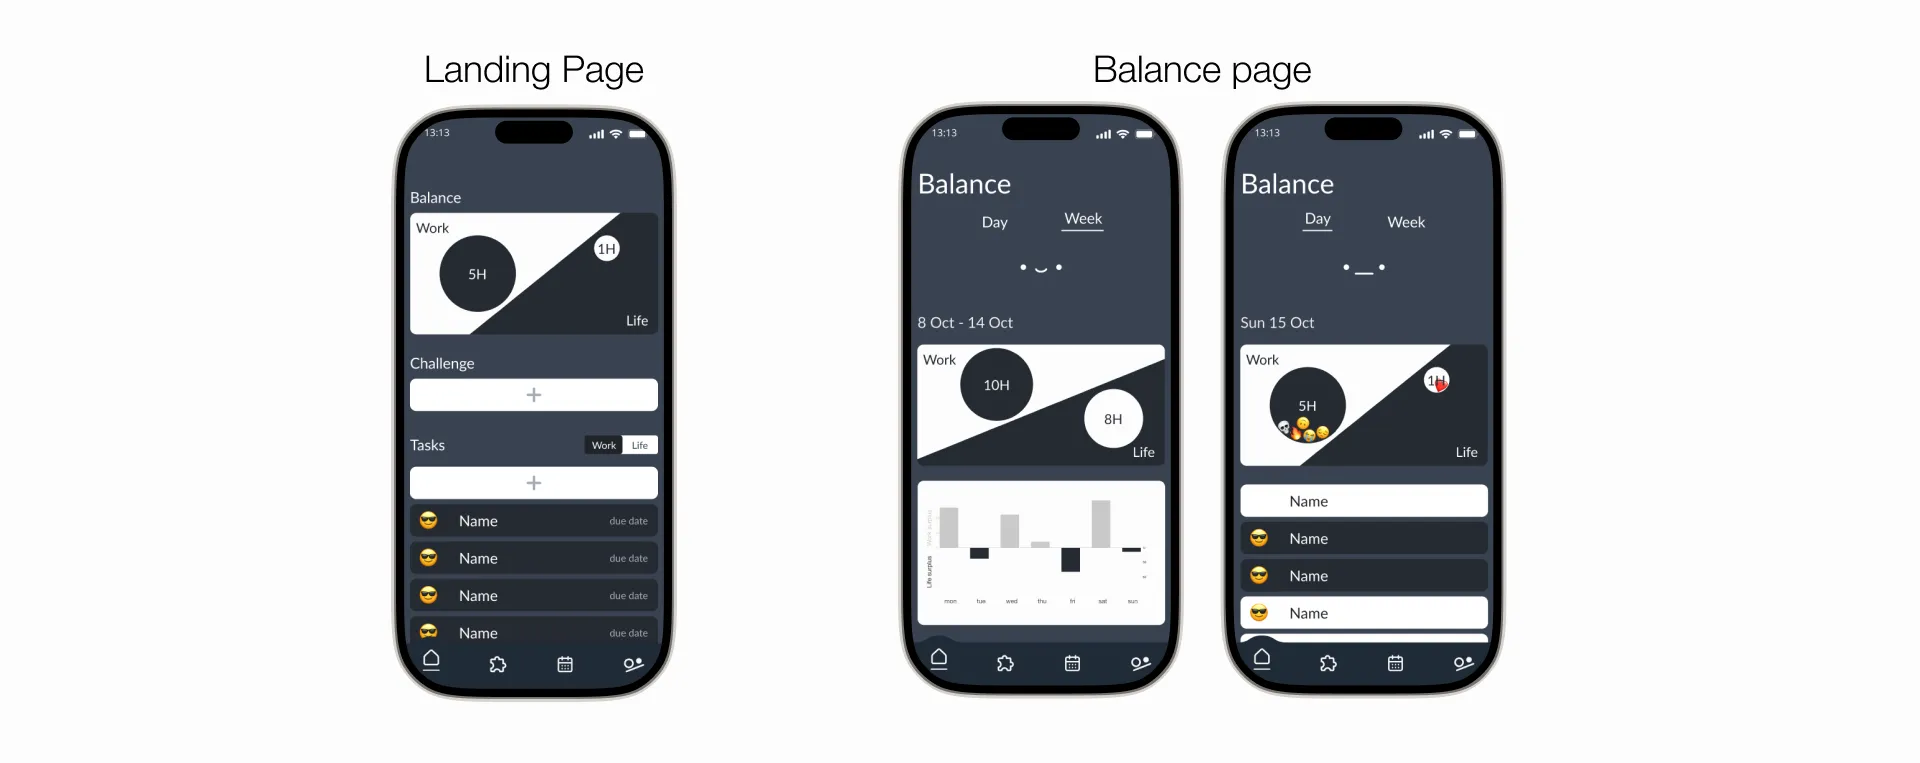 Landing Page
13:13
Balance
Work
5H
1H
Life
Challenge
+
Tasks
Work Life
+
Name due date
Name due date
Name due date
Name due date
Balance page
13:13
Balance
Day Week
8 Oct - 14 Oct
Work
10H
8H
Life
Work surplus
Life surplus
mon tue wed thu fri sat sun
13:13
Balance
Day Week
Sun 15 Oct
Work
5H
1H
Life
Name
Name
Name
Name